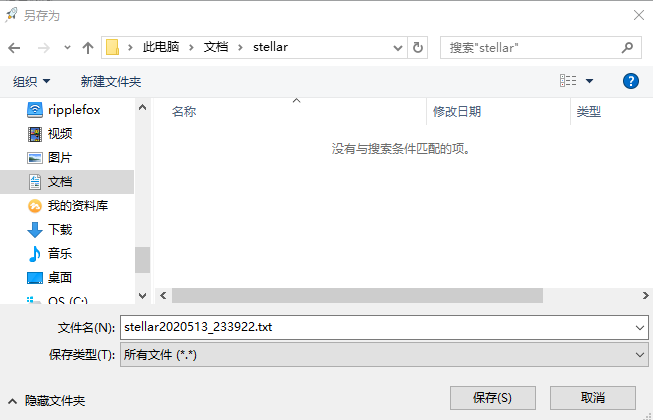 另存为
此电脑 文档 stellar
搜索"stellar"
组织 新建文件夹
ripplefox
视频
图片
文档
我的资料库
下载
音乐
桌面
OS (C:)
名称 修改日期 类型
没有与搜索条件匹配的项。
文件名(N): stellar2020513_233922.txt
保存类型(T): 所有文件 (*.*)
隐藏文件夹 保存(S) 取消